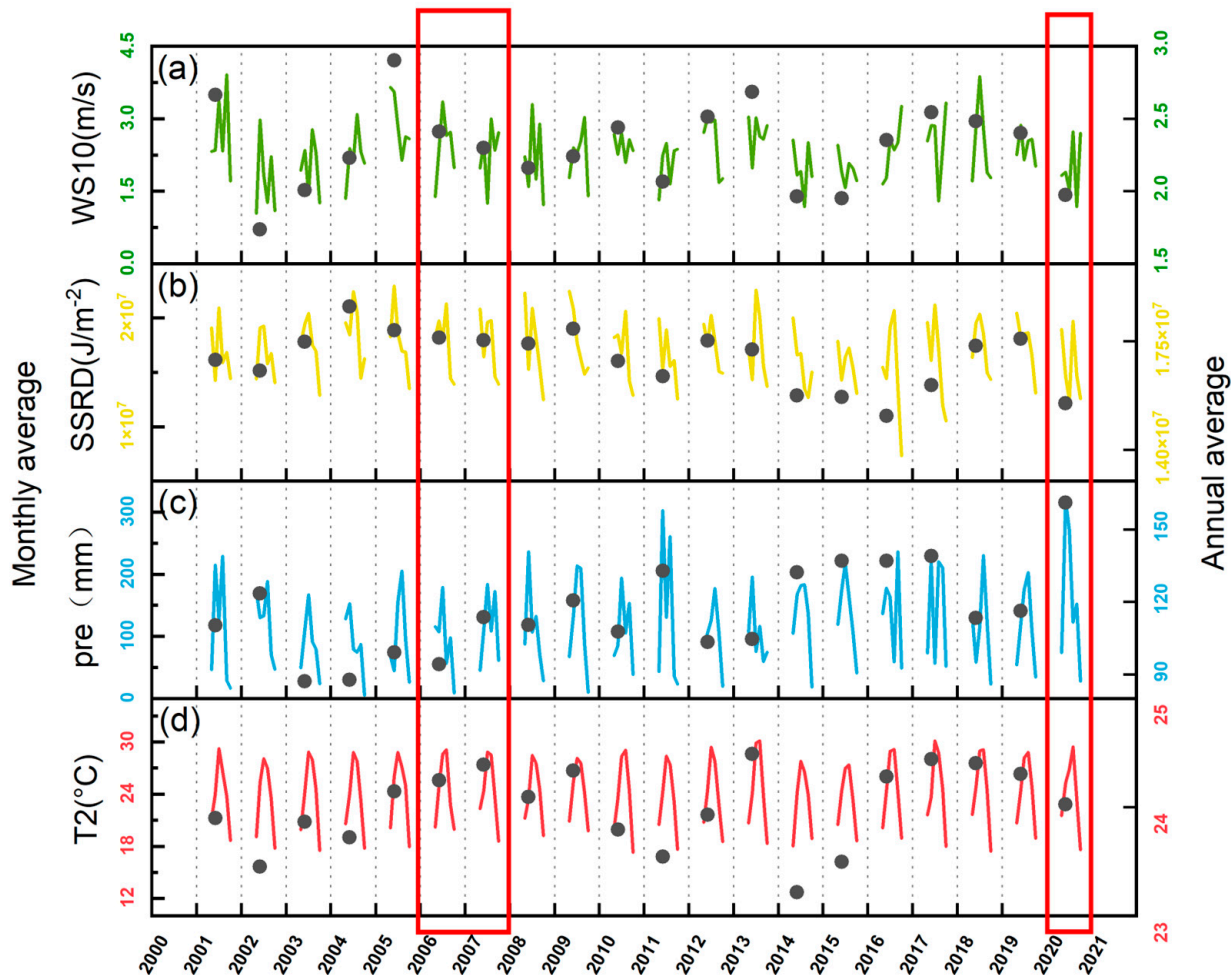 Monthly average
Annual average
(a)
WS10(m/s)
4.5
3.0
1.5
0.0
3.0
2.5
2.0
1.5
(b)
SSRD(J/m⁻²)
2×10⁷
1×10⁷
1.75×10⁷
1.40×10⁷
(c)
pre（mm）
300
200
100
0
150
120
90
(d)
T2(°C)
30
24
18
12
25
24
23
2000 2001 2002 2003 2004 2005 2006 2007 2008 2009 2010 2011 2012 2013 2014 2015 2016 2017 2018 2019 2020 2021